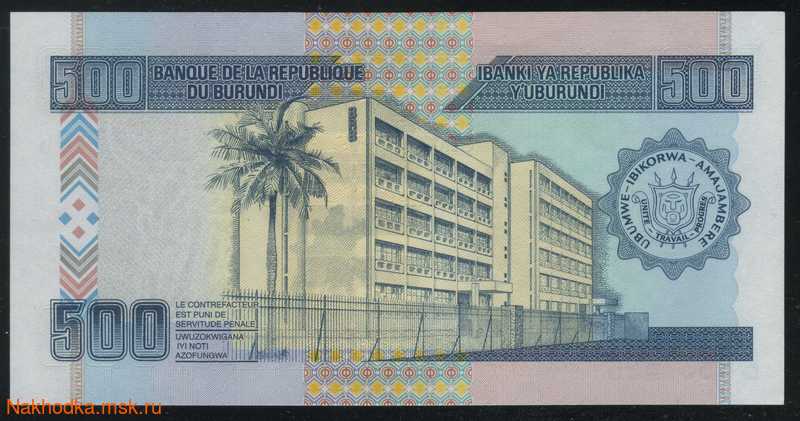 500
BANQUE DE LA REPUBLIQUE
DU BURUNDI
IBANKI YA REPUBLIKA
Y'UBURUNDI
500
UBUMWE-IBIKORWA-AMAJAMBERE
UNITE - TRAVAIL - PROGRES
500
LE CONTREFACTEUR
EST PUNI DE
SERVITUDE PENALE
UWUZOKWIGANA
IYI NOTI
AZOFUNGWA
Nakhodka.msk.ru